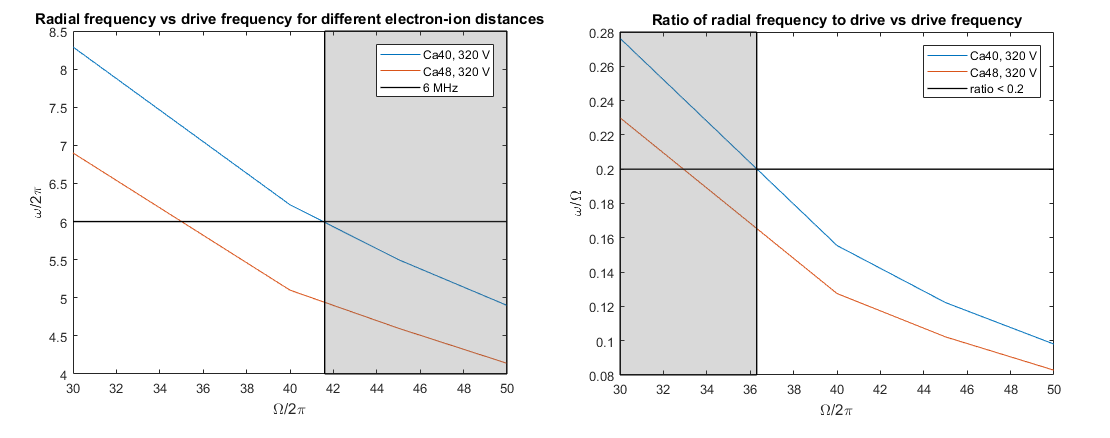 Radial frequency vs drive frequency for different electron-ion distances
8.5
8
7.5
7
6.5
6
5.5
5
4.5
4
ω/2π
Ca40, 320 V
Ca48, 320 V
6 MHz
30 32 34 36 38 40 42 44 46 48 50
Ω/2π
Ratio of radial frequency to drive vs drive frequency
0.28
0.26
0.24
0.22
0.2
0.18
0.16
0.14
0.12
0.1
0.08
ω/Ω
Ca40, 320 V
Ca48, 320 V
ratio < 0.2
30 32 34 36 38 40 42 44 46 48 50
Ω/2π